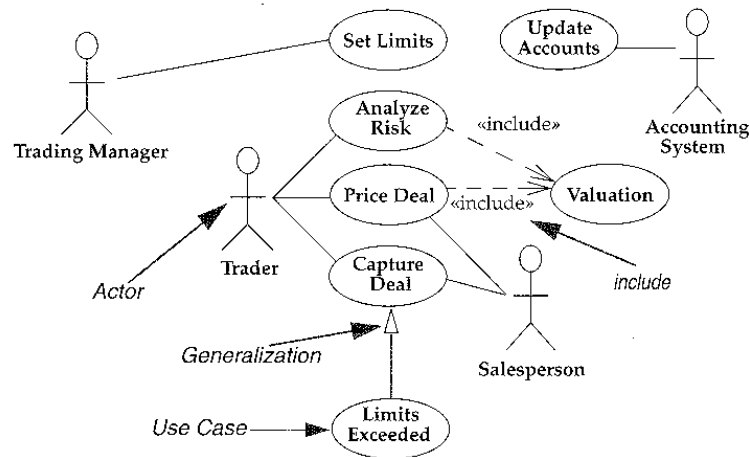 Set Limits
Update
Accounts
Trading Manager
Analyze
Risk
«include»
Accounting
System
Price Deal
«include»
Valuation
Trader
Actor
Capture
Deal
include
Generalization
Salesperson
Use Case
Limits
Exceeded